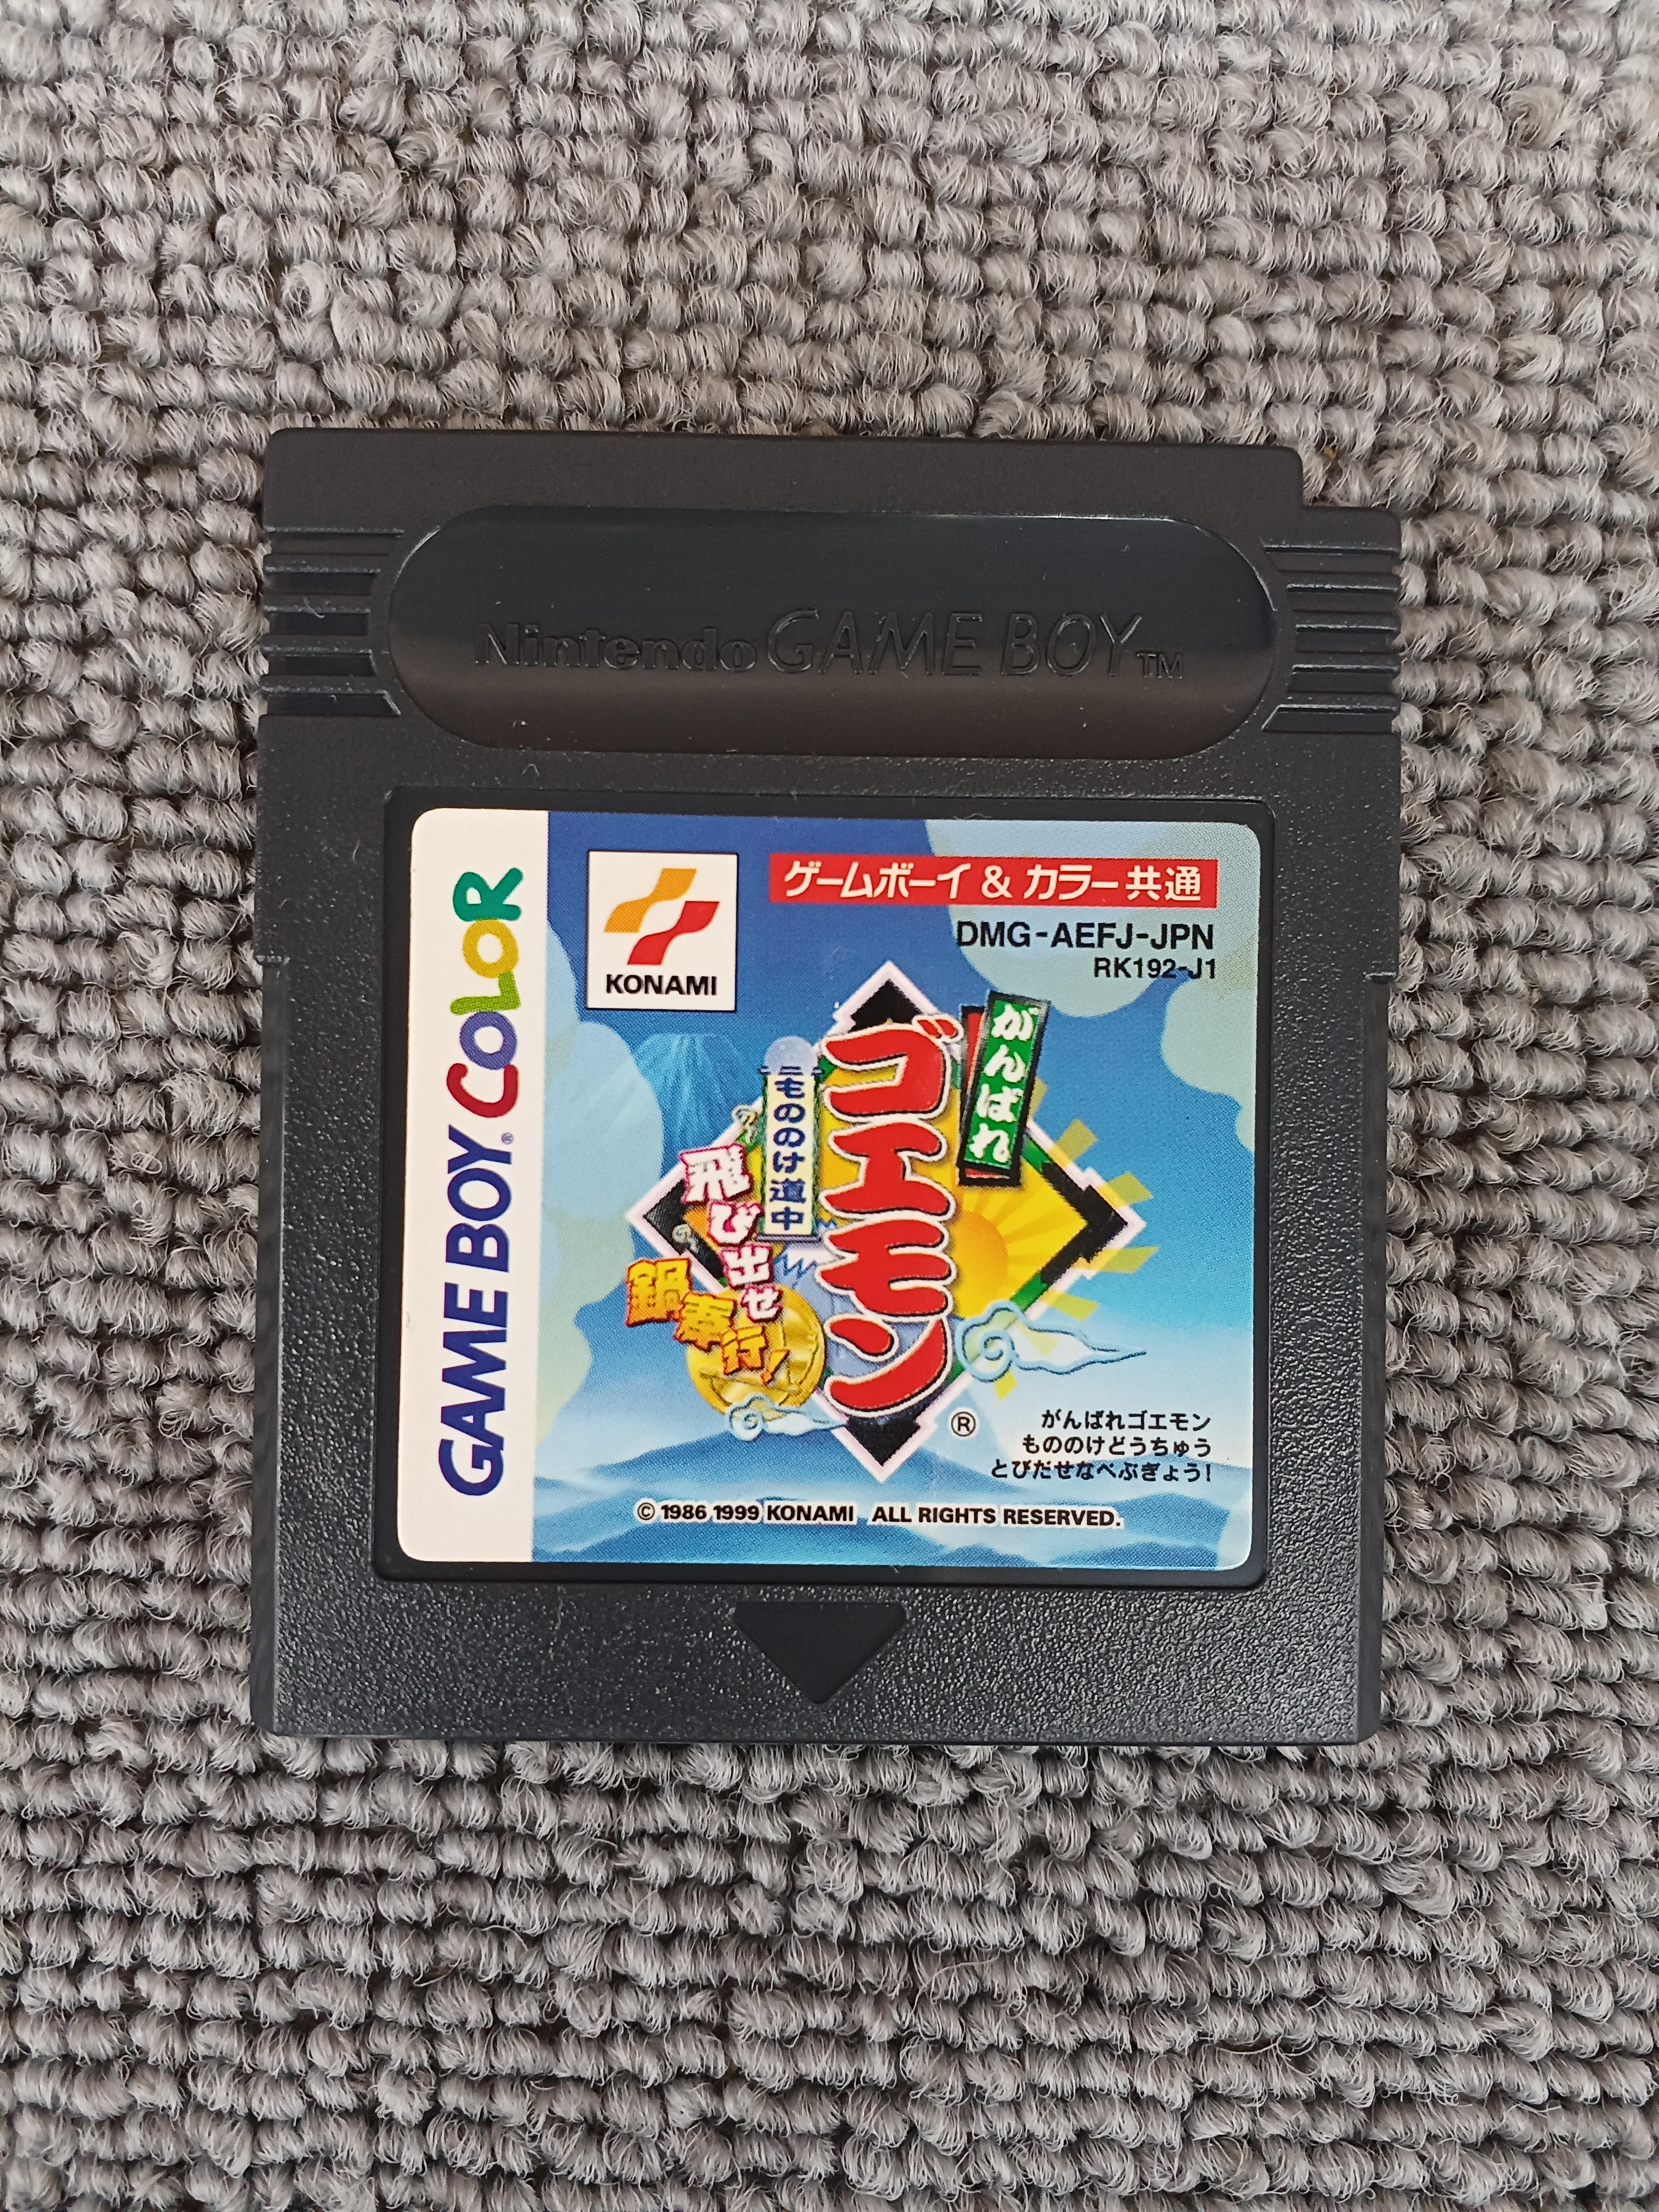 Nintendo GAME BOY TM
GAME BOY® COLOR
KONAMI
ゲームボーイ & カラー共通
DMG-AEFJ-JPN
RK192-J1
がんばれ
ゴエモン
もののけ道中
飛び出せ
鍋奉行!
®
がんばれゴエモン
もののけどうちゅう
とびだせなべぶぎょう!
© 1986 1999 KONAMI ALL RIGHTS RESERVED.